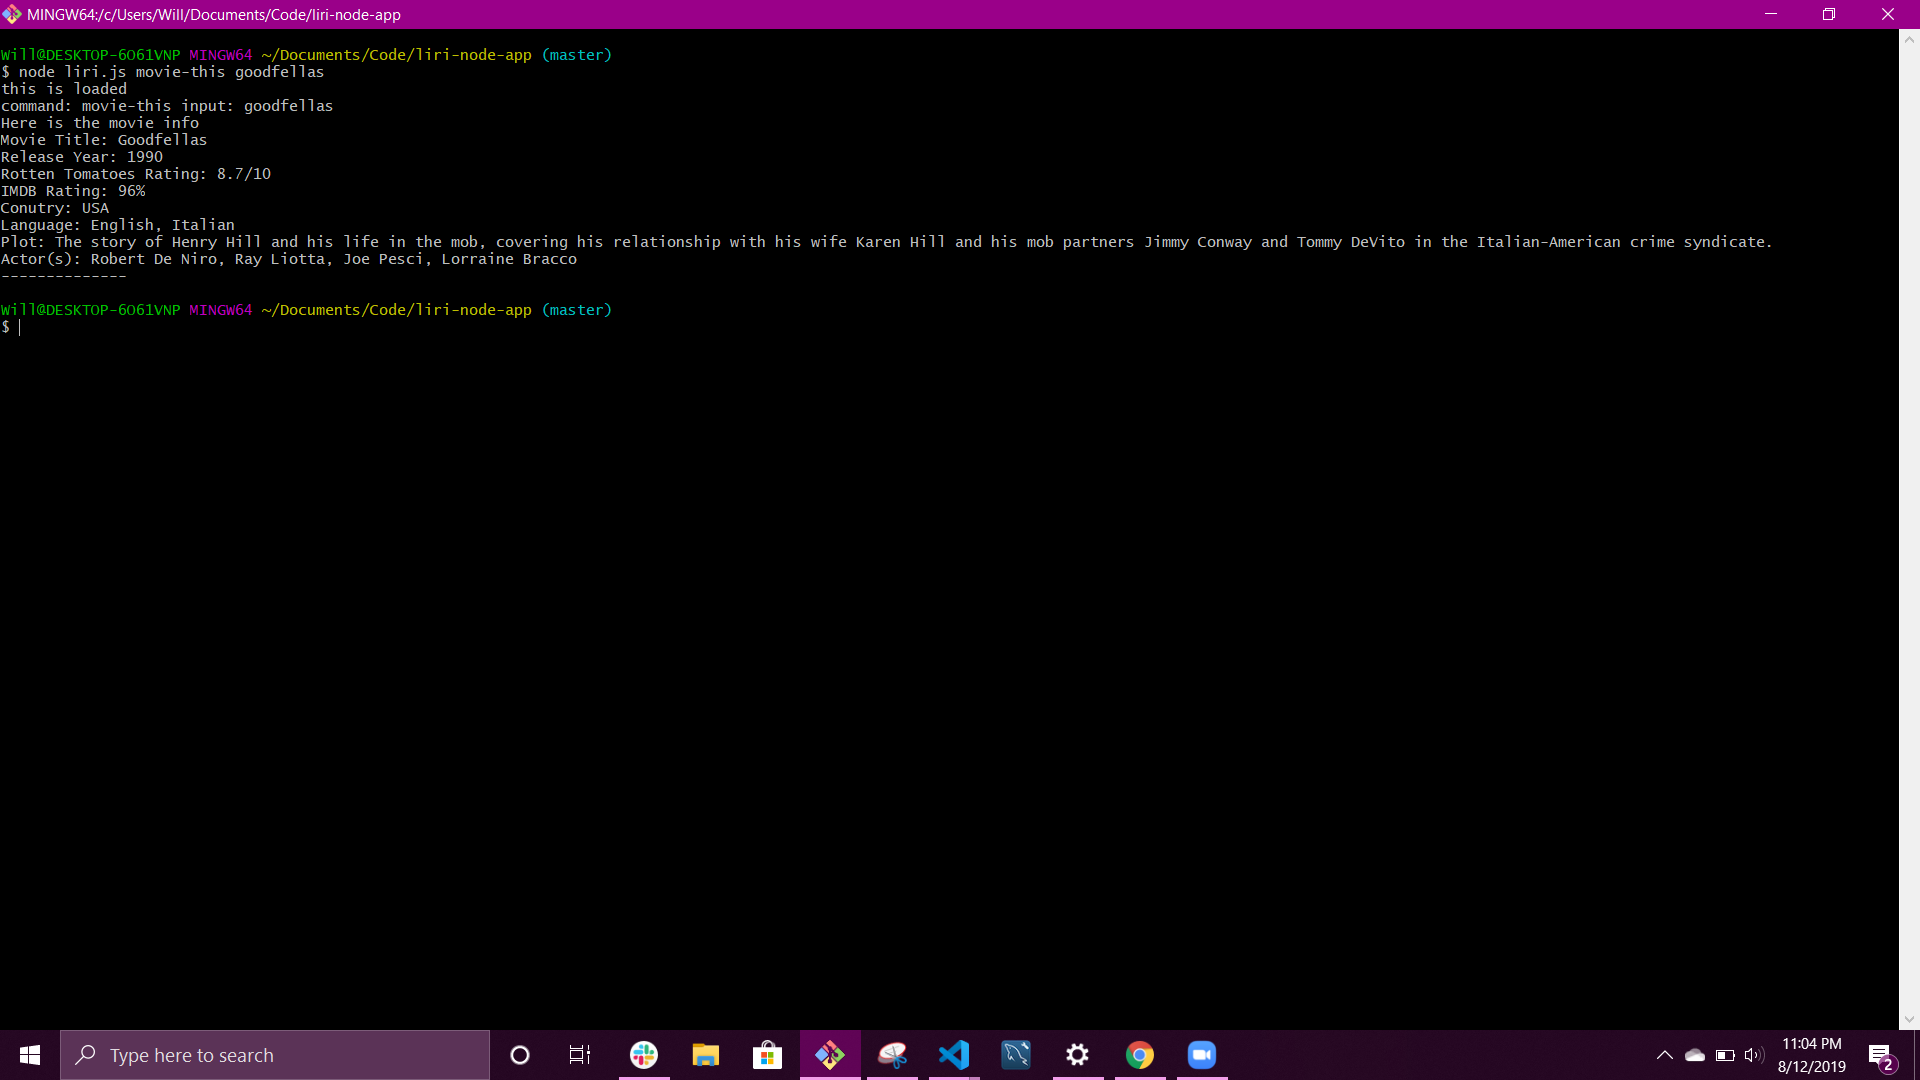 MINGW64:/c/Users/Will/Documents/Code/liri-node-app
Will@DESKTOP-6O61VNP MINGW64 ~/Documents/Code/liri-node-app (master)
$ node liri.js movie-this goodfellas
this is loaded
command: movie-this input: goodfellas
Here is the movie info
Movie Title: Goodfellas
Release Year: 1990
Rotten Tomatoes Rating: 8.7/10
IMDB Rating: 96%
Conutry: USA
Language: English, Italian
Plot: The story of Henry Hill and his life in the mob, covering his relationship with his wife Karen Hill and his mob partners Jimmy Conway and Tommy DeVito in the Italian-American crime syndicate.
Actor(s): Robert De Niro, Ray Liotta, Joe Pesci, Lorraine Bracco
--------------
Will@DESKTOP-6O61VNP MINGW64 ~/Documents/Code/liri-node-app (master)
$
Type here to search
11:04 PM
8/12/2019
2